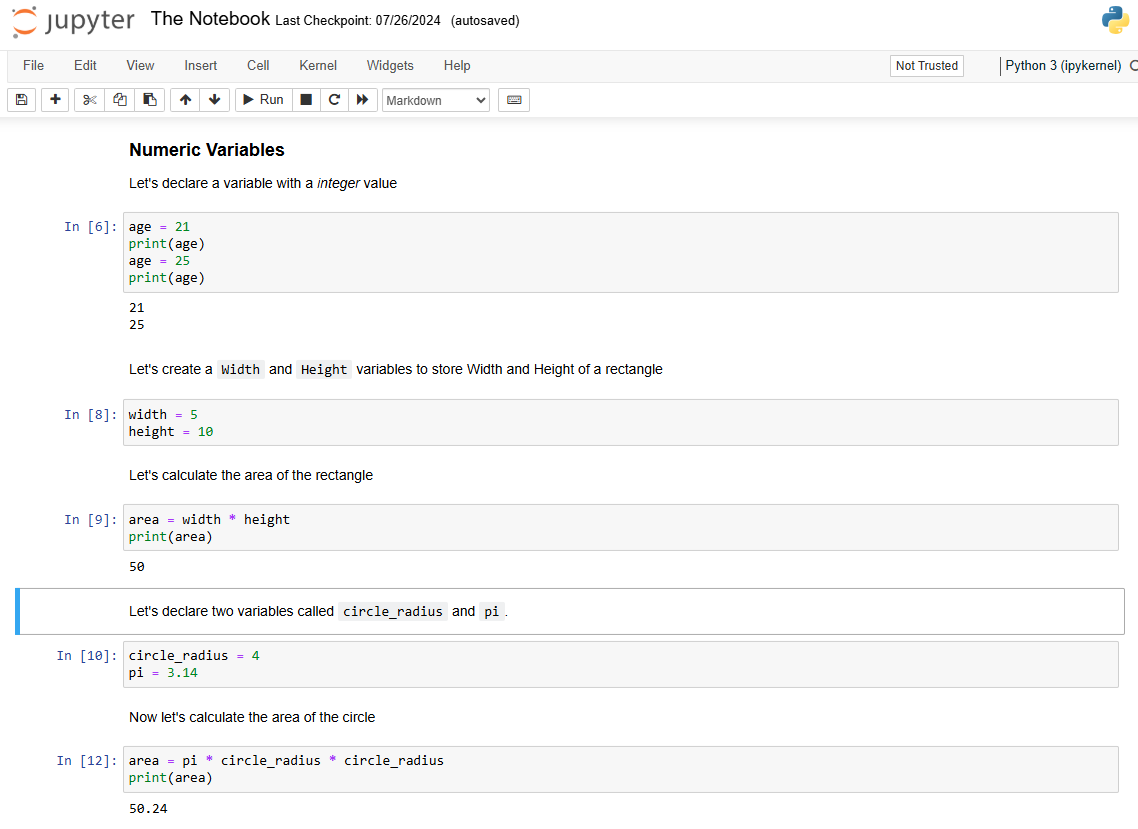 jupyter The Notebook Last Checkpoint: 07/26/2024 (autosaved)
File Edit View Insert Cell Kernel Widgets Help Not Trusted Python 3 (ipykernel)
Run Markdown
Numeric Variables
Let's declare a variable with a integer value
In [6]: age = 21
print(age)
age = 25
print(age)
21
25
Let's create a Width and Height variables to store Width and Height of a rectangle
In [8]: width = 5
height = 10
Let's calculate the area of the rectangle
In [9]: area = width * height
print(area)
50
Let's declare two variables called circle_radius and pi.
In [10]: circle_radius = 4
pi = 3.14
Now let's calculate the area of the circle
In [12]: area = pi * circle_radius * circle_radius
print(area)
50.24